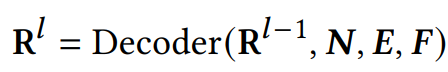 𝐑^l = Decoder(𝐑^{l−1}, 𝑵, 𝑬, 𝑭)